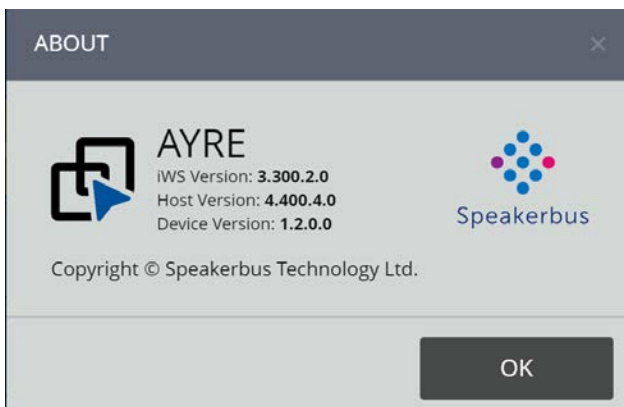 ABOUT
AYRE
iWS Version: 3.300.2.0
Host Version: 4.400.4.0
Device Version: 1.2.0.0
Speakerbus
Copyright © Speakerbus Technology Ltd.
OK